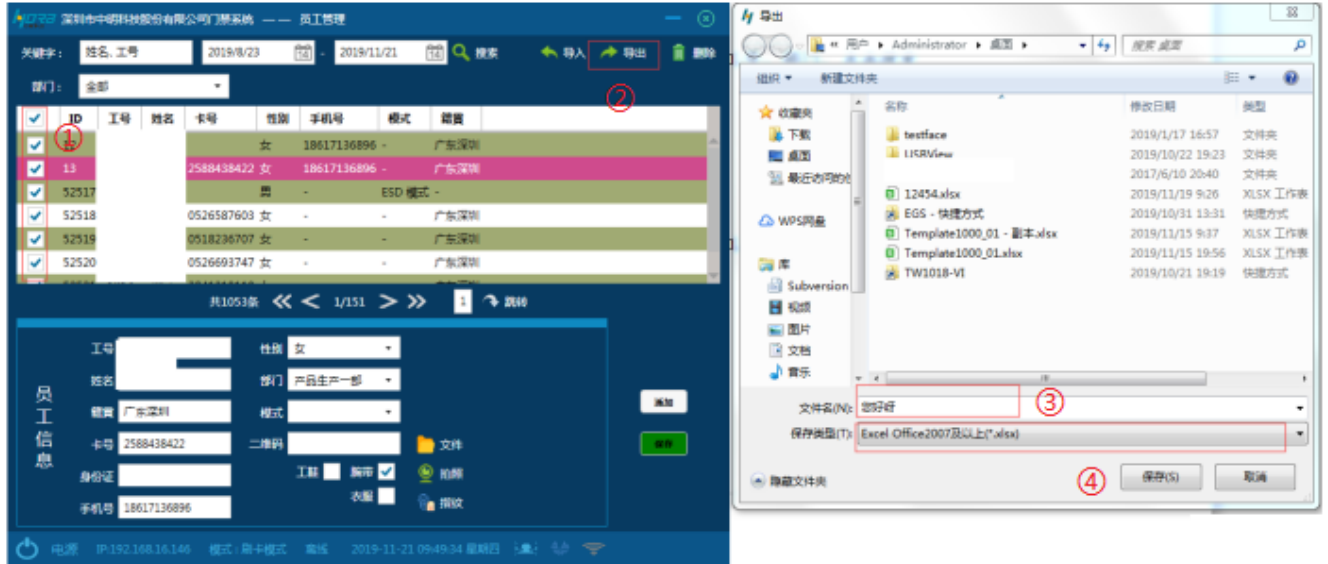 深圳市中明科技股份有限公司门禁系统 —— 员工管理
关键字： 姓名、工号 2019/8/23 - 2019/11/21 搜索 导入 导出 删除
部门： 全部
②
ID 工号 姓名 卡号 性别 手机号 模式 籍贯
①
女 18617136896 - 广东深圳
13 2588438422 女 18617136896 - 广东深圳
52517 男 - ESD 模式 -
52518 0526587603 女 - - 广东深圳
52519 0518236707 女 - - 广东深圳
52520 0526693747 女 - - 广东深圳
共1053条 1/151 1 跳转
员工信息
工号 性别 女
姓名 部门 产品生产一部
籍贯 广东深圳 模式 添加
卡号 2588438422 二维码 文件 保存
身份证 工鞋 腕带 拍照
手机号 18617136896 衣服 指纹
电源 IP:192.168.16.146 模式:刷卡模式 离线 2019-11-21 09:49:34 星期四
导出
« 用户 ▸ Administrator ▸ 桌面 ▸ 搜索 桌面
组织 新建文件夹
收藏夹
下载
桌面
最近访问的
WPS网盘
库
Subversion
视频
图片
文档
音乐
名称 修改日期 类型
testface 2019/1/17 16:57 文件夹
USBView 2019/10/22 19:23 文件夹
2017/6/10 20:40 文件夹
12454.xlsx 2019/11/19 9:26 XLSX 工作表
EGS - 快捷方式 2019/10/31 13:31 快捷方式
Template1000_01 - 副本.xlsx 2019/11/15 9:37 XLSX 工作表
Template1000_01.xlsx 2019/11/15 19:56 XLSX 工作表
TW1018-VI 2019/10/21 19:19 快捷方式
文件名(N): 您好呀 ③
保存类型(T): Excel Office2007及以上(*.xlsx)
隐藏文件夹 ④ 保存(S) 取消